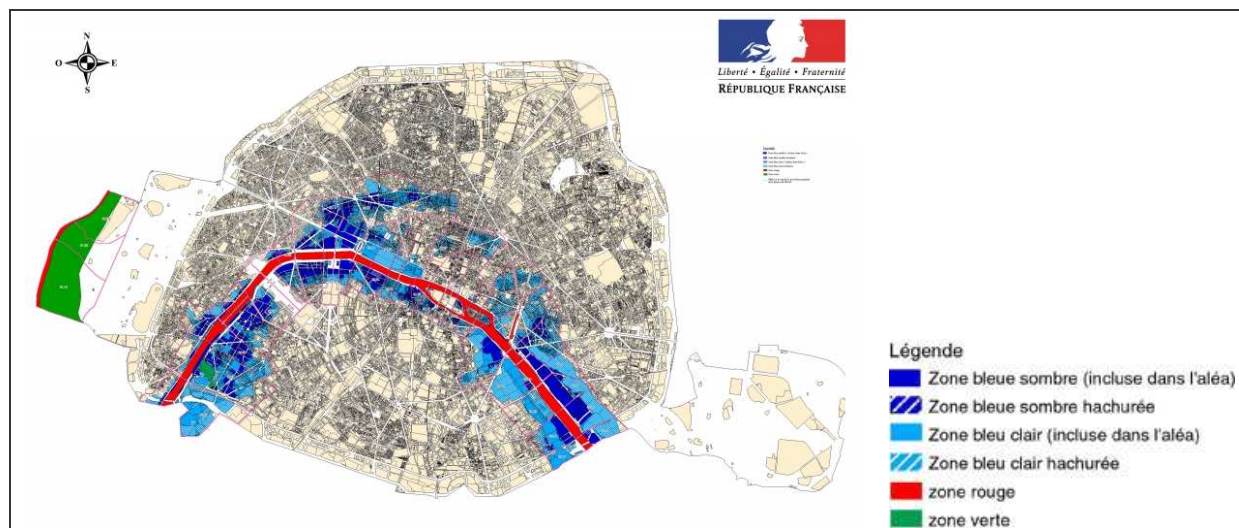 N
O E
S
Liberté • Égalité • Fraternité
RÉPUBLIQUE FRANÇAISE
Légende
Zone bleue sombre (incluse dans l'aléa)
Zone bleue sombre hachurée
Zone bleu clair (incluse dans l'aléa)
Zone bleu clair hachurée
zone rouge
zone verte